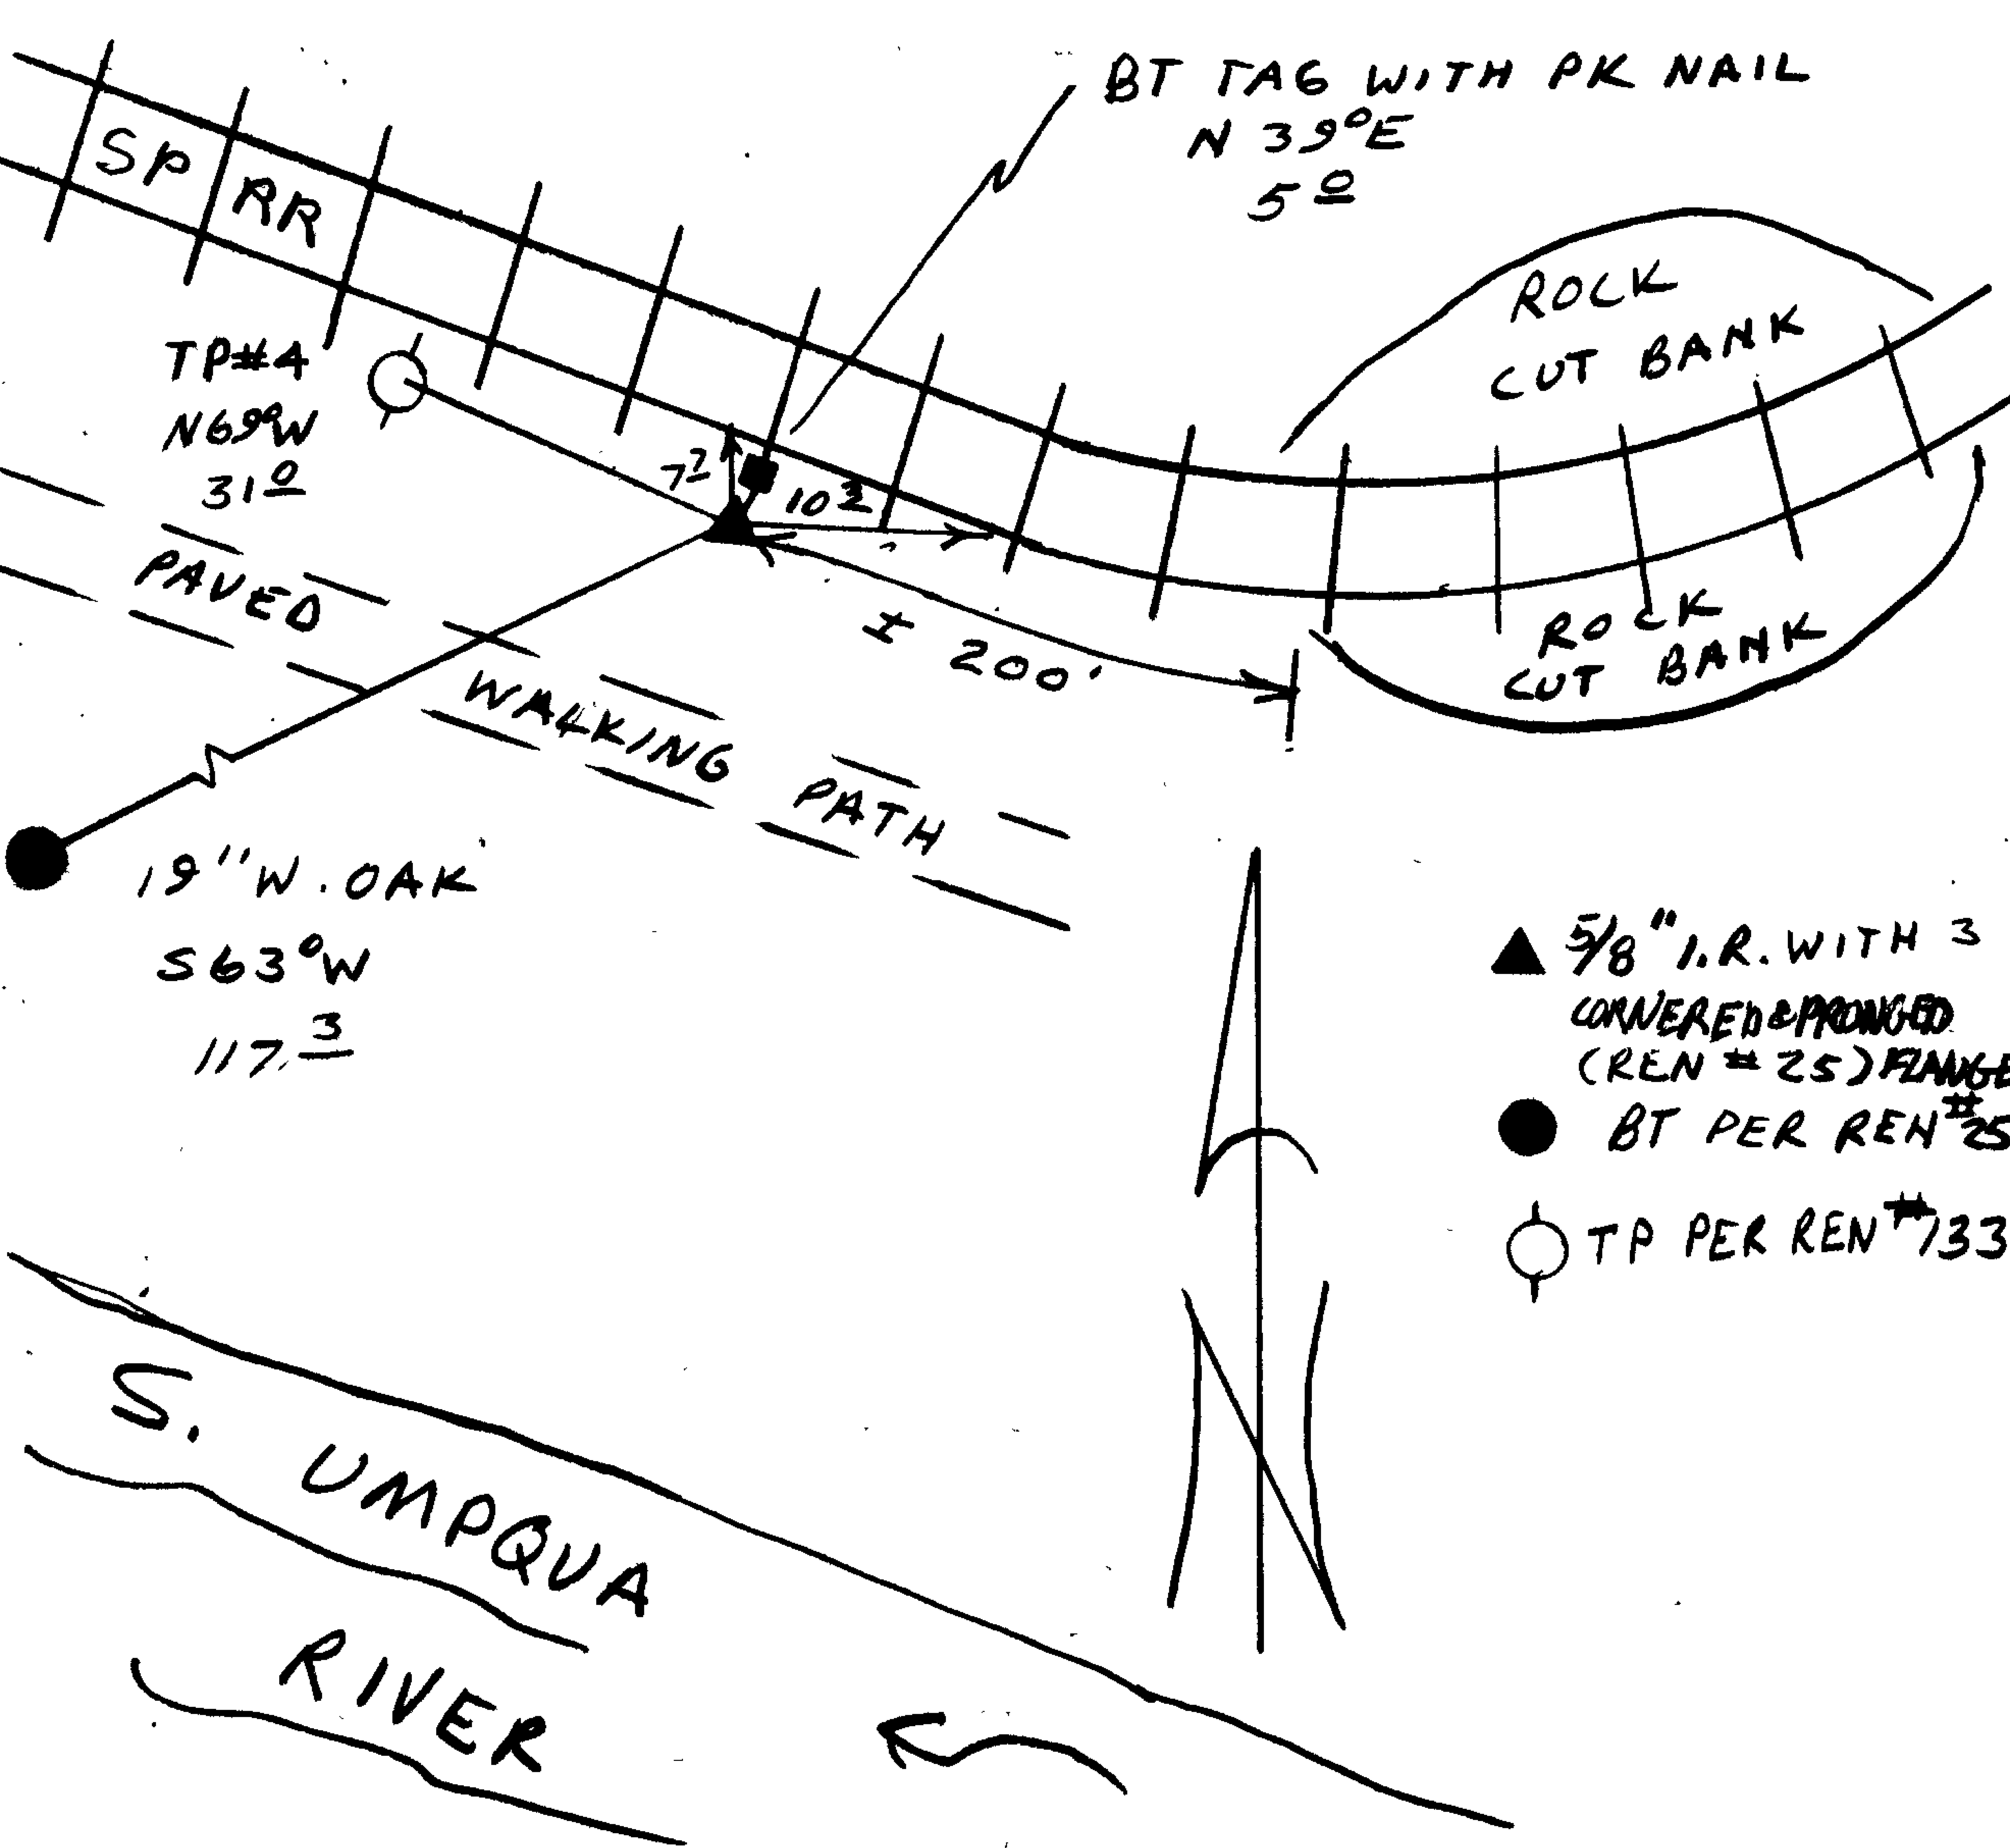 BT TAG WITH PK NAIL
N 39°E
5 0
SP RR
ROCK
CUT BANK
TP#4
N69°W
31 0
7 7
10 3
± 200'
ROCK
CUT BANK
PAVED WALKING PATH
19" W. OAK
S63°W
117. 3
▲ 5/8" I.R. WITH 3
CORNERED & PRONGED
(REN # 25) FLANGE
● BT PER REN #25
TP PER REN #133
N
S. UMPQUA
RIVER